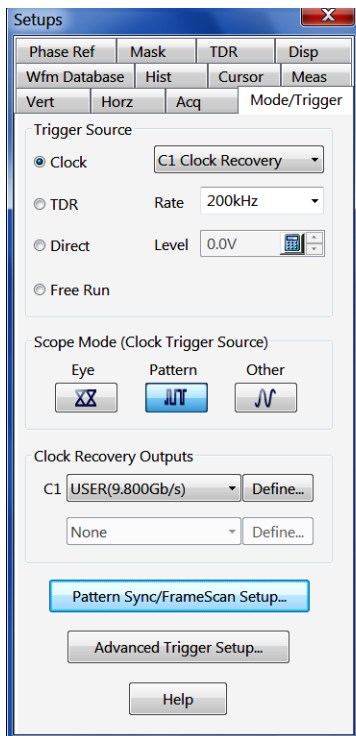 Setups
Phase Ref Mask TDR Disp
Wfm Database Hist Cursor Meas
Vert Horz Acq Mode/Trigger
Trigger Source
Clock C1 Clock Recovery
TDR Rate 200kHz
Direct Level 0.0V
Free Run
Scope Mode (Clock Trigger Source)
Eye Pattern Other
Clock Recovery Outputs
C1 USER(9.800Gb/s) Define...
None Define...
Pattern Sync/FrameScan Setup...
Advanced Trigger Setup...
Help